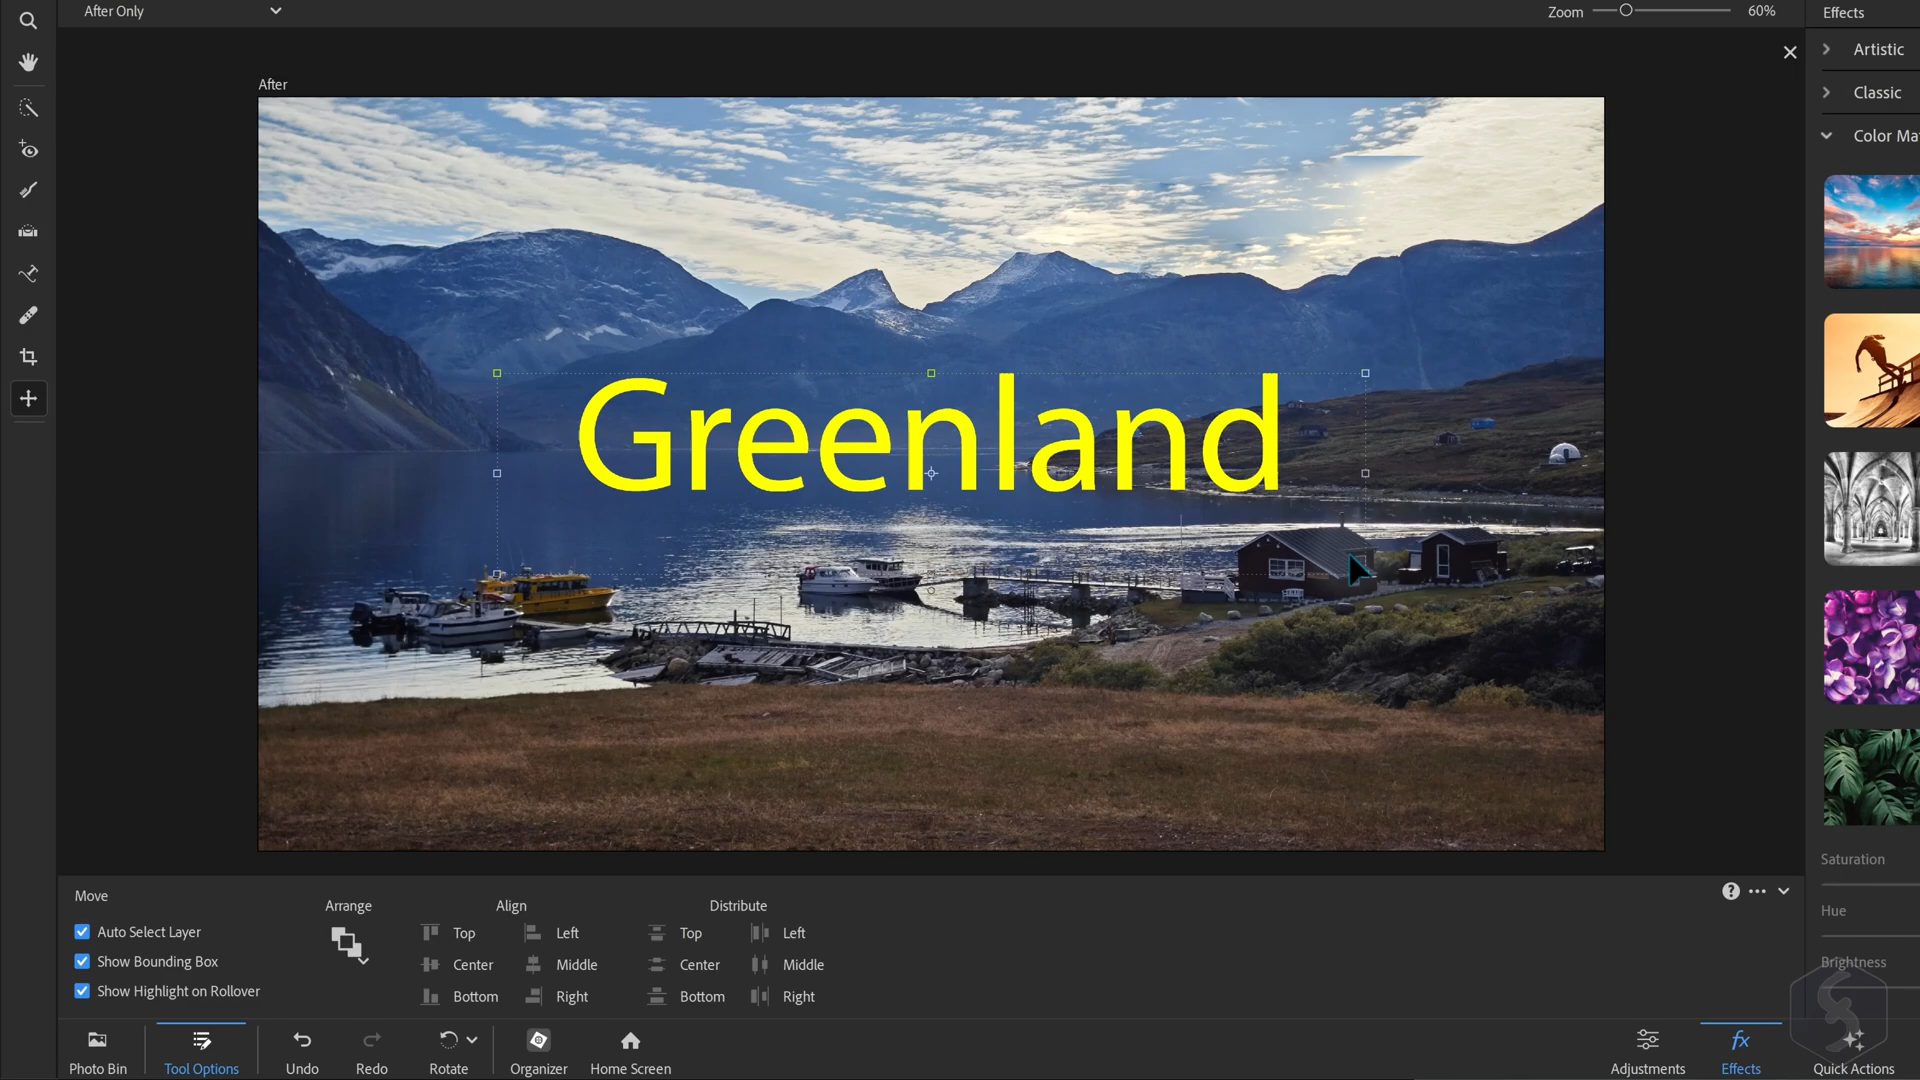 After Only
Zoom
60%
Effects
Artistic
Classic
Color Ma
After
Greenland
Saturation
Hue
Brightness
Move
Auto Select Layer
Show Bounding Box
Show Highlight on Rollover
Arrange
Align
Top Left
Center Middle
Bottom Right
Distribute
Top Left
Center Middle
Bottom Right
Photo Bin
Tool Options
Undo
Redo
Rotate
Organizer
Home Screen
Adjustments
fx
Effects
Quick Actions